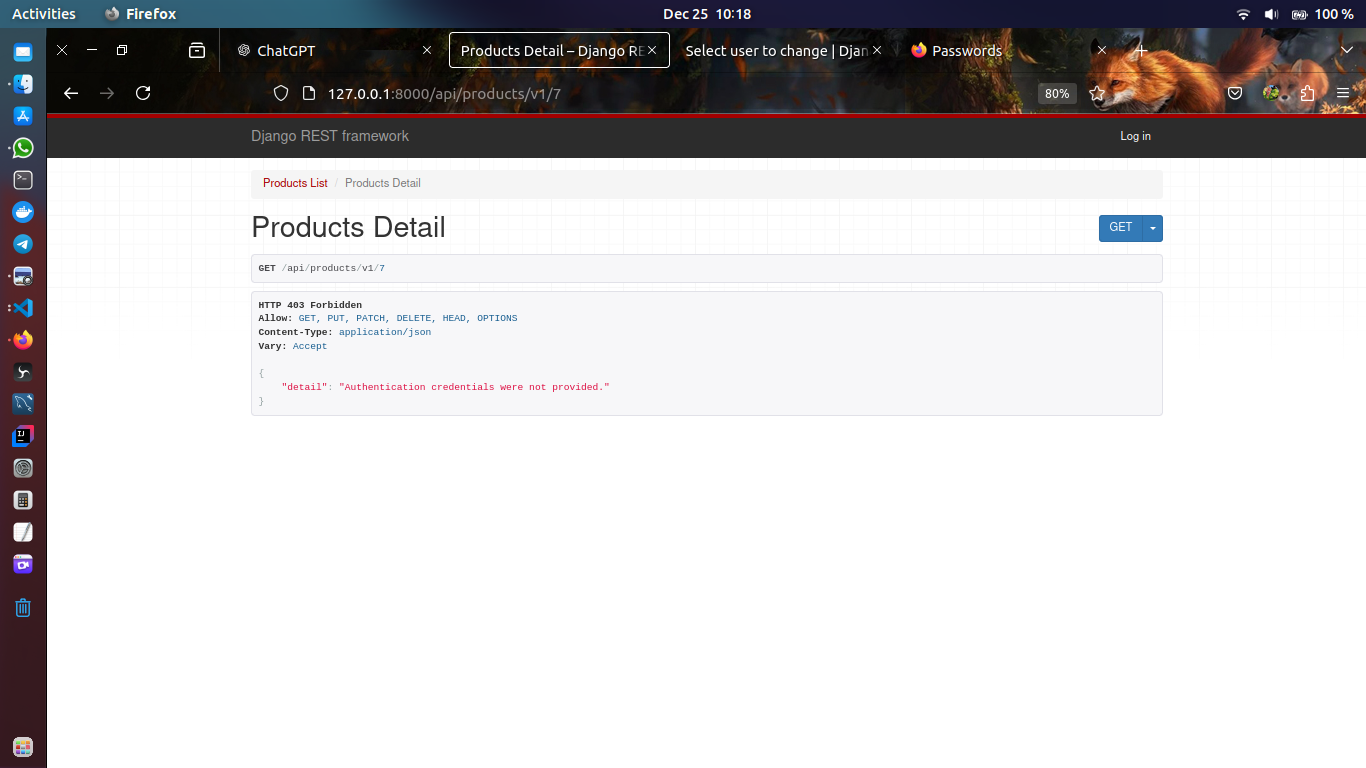 Activities Firefox Dec 25 10:18 100 %
ChatGPT Products Detail – Django RE Select user to change | Djan Passwords
127.0.0.1:8000/api/products/v1/7 80%
Django REST framework Log in
Products List / Products Detail
Products Detail GET
GET /api/products/v1/7
HTTP 403 Forbidden
Allow: GET, PUT, PATCH, DELETE, HEAD, OPTIONS
Content-Type: application/json
Vary: Accept
{
"detail": "Authentication credentials were not provided."
}